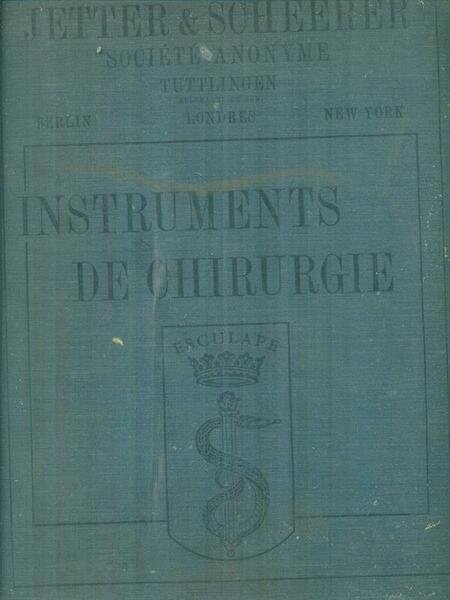 JETTER & SCHEERER
SOCIÉTÉ ANONYME
TUTTLINGEN
BERLIN LONDRES NEW YORK
INSTRUMENTS
DE CHIRURGIE
ESCULAPE